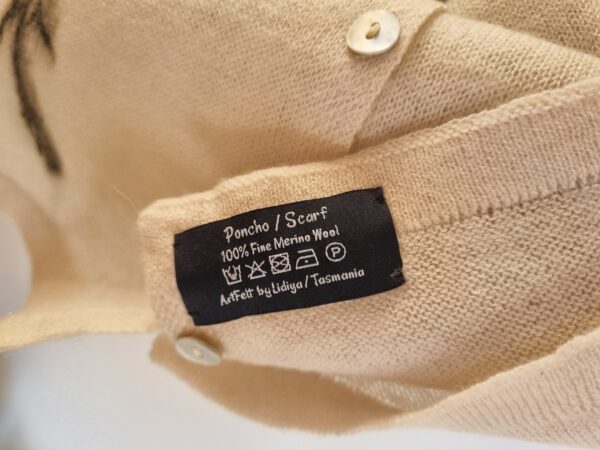 Poncho / Scarf
100% Fine Merino Wool
P
ArtFelt by Lidiya / Tasmania